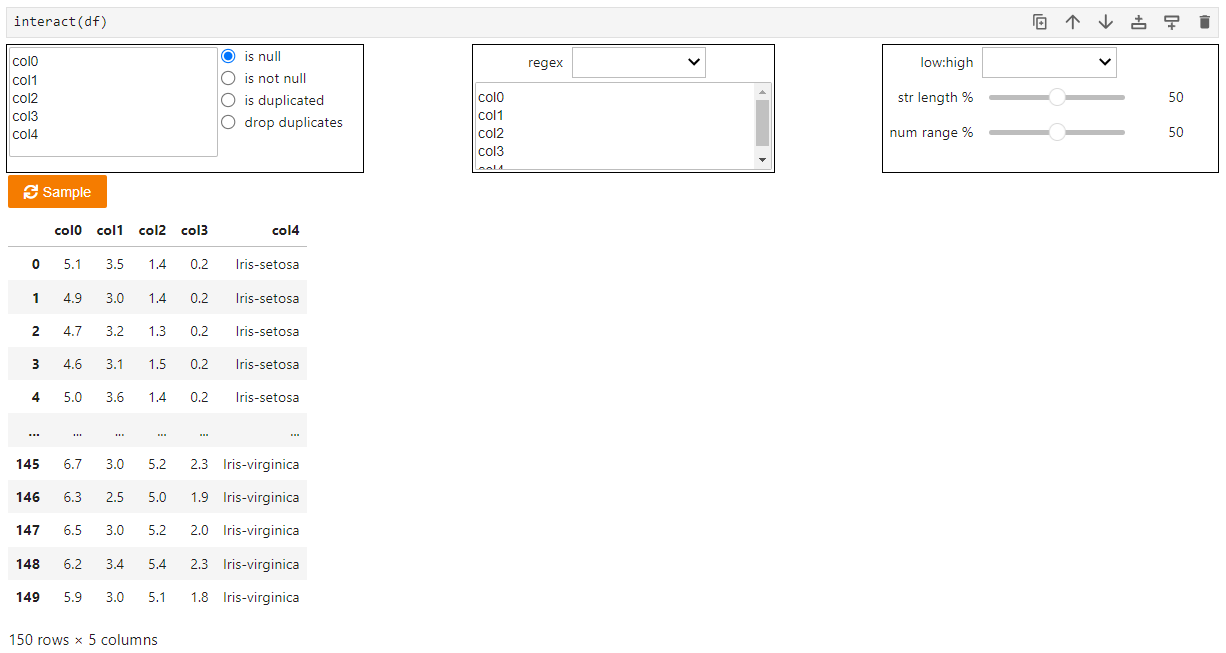 interact(df)
col0
col1
col2
col3
col4
is null
is not null
is duplicated
drop duplicates
regex
col0
col1
col2
col3
col4
low:high
str length % 50
num range % 50
Sample
col0 col1 col2 col3 col4
0 5.1 3.5 1.4 0.2 Iris-setosa
1 4.9 3.0 1.4 0.2 Iris-setosa
2 4.7 3.2 1.3 0.2 Iris-setosa
3 4.6 3.1 1.5 0.2 Iris-setosa
4 5.0 3.6 1.4 0.2 Iris-setosa
... ... ... ... ... ...
145 6.7 3.0 5.2 2.3 Iris-virginica
146 6.3 2.5 5.0 1.9 Iris-virginica
147 6.5 3.0 5.2 2.0 Iris-virginica
148 6.2 3.4 5.4 2.3 Iris-virginica
149 5.9 3.0 5.1 1.8 Iris-virginica
150 rows × 5 columns